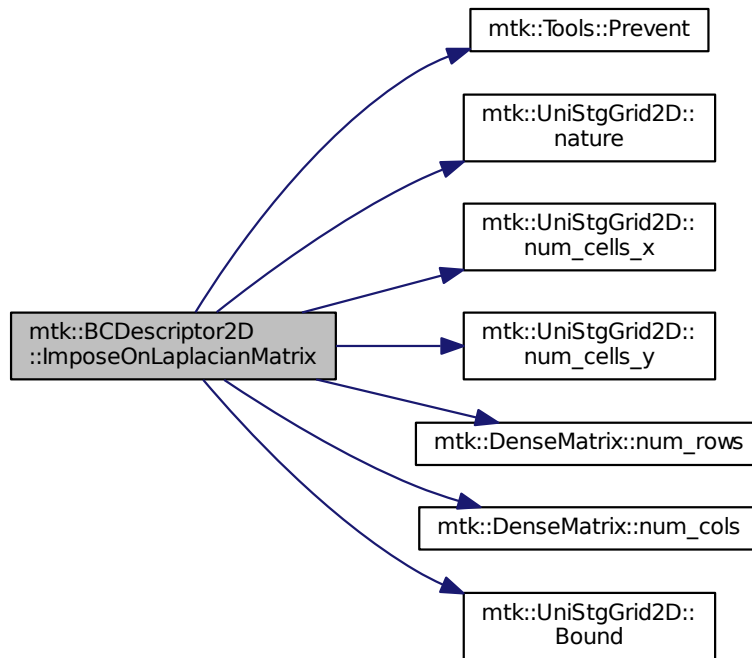 mtk::Tools::Prevent
mtk::UniStgGrid2D::
nature
mtk::UniStgGrid2D::
num_cells_x
mtk::BCDescriptor2D
::ImposeOnLaplacianMatrix
mtk::UniStgGrid2D::
num_cells_y
mtk::DenseMatrix::num_rows
mtk::DenseMatrix::num_cols
mtk::UniStgGrid2D::
Bound